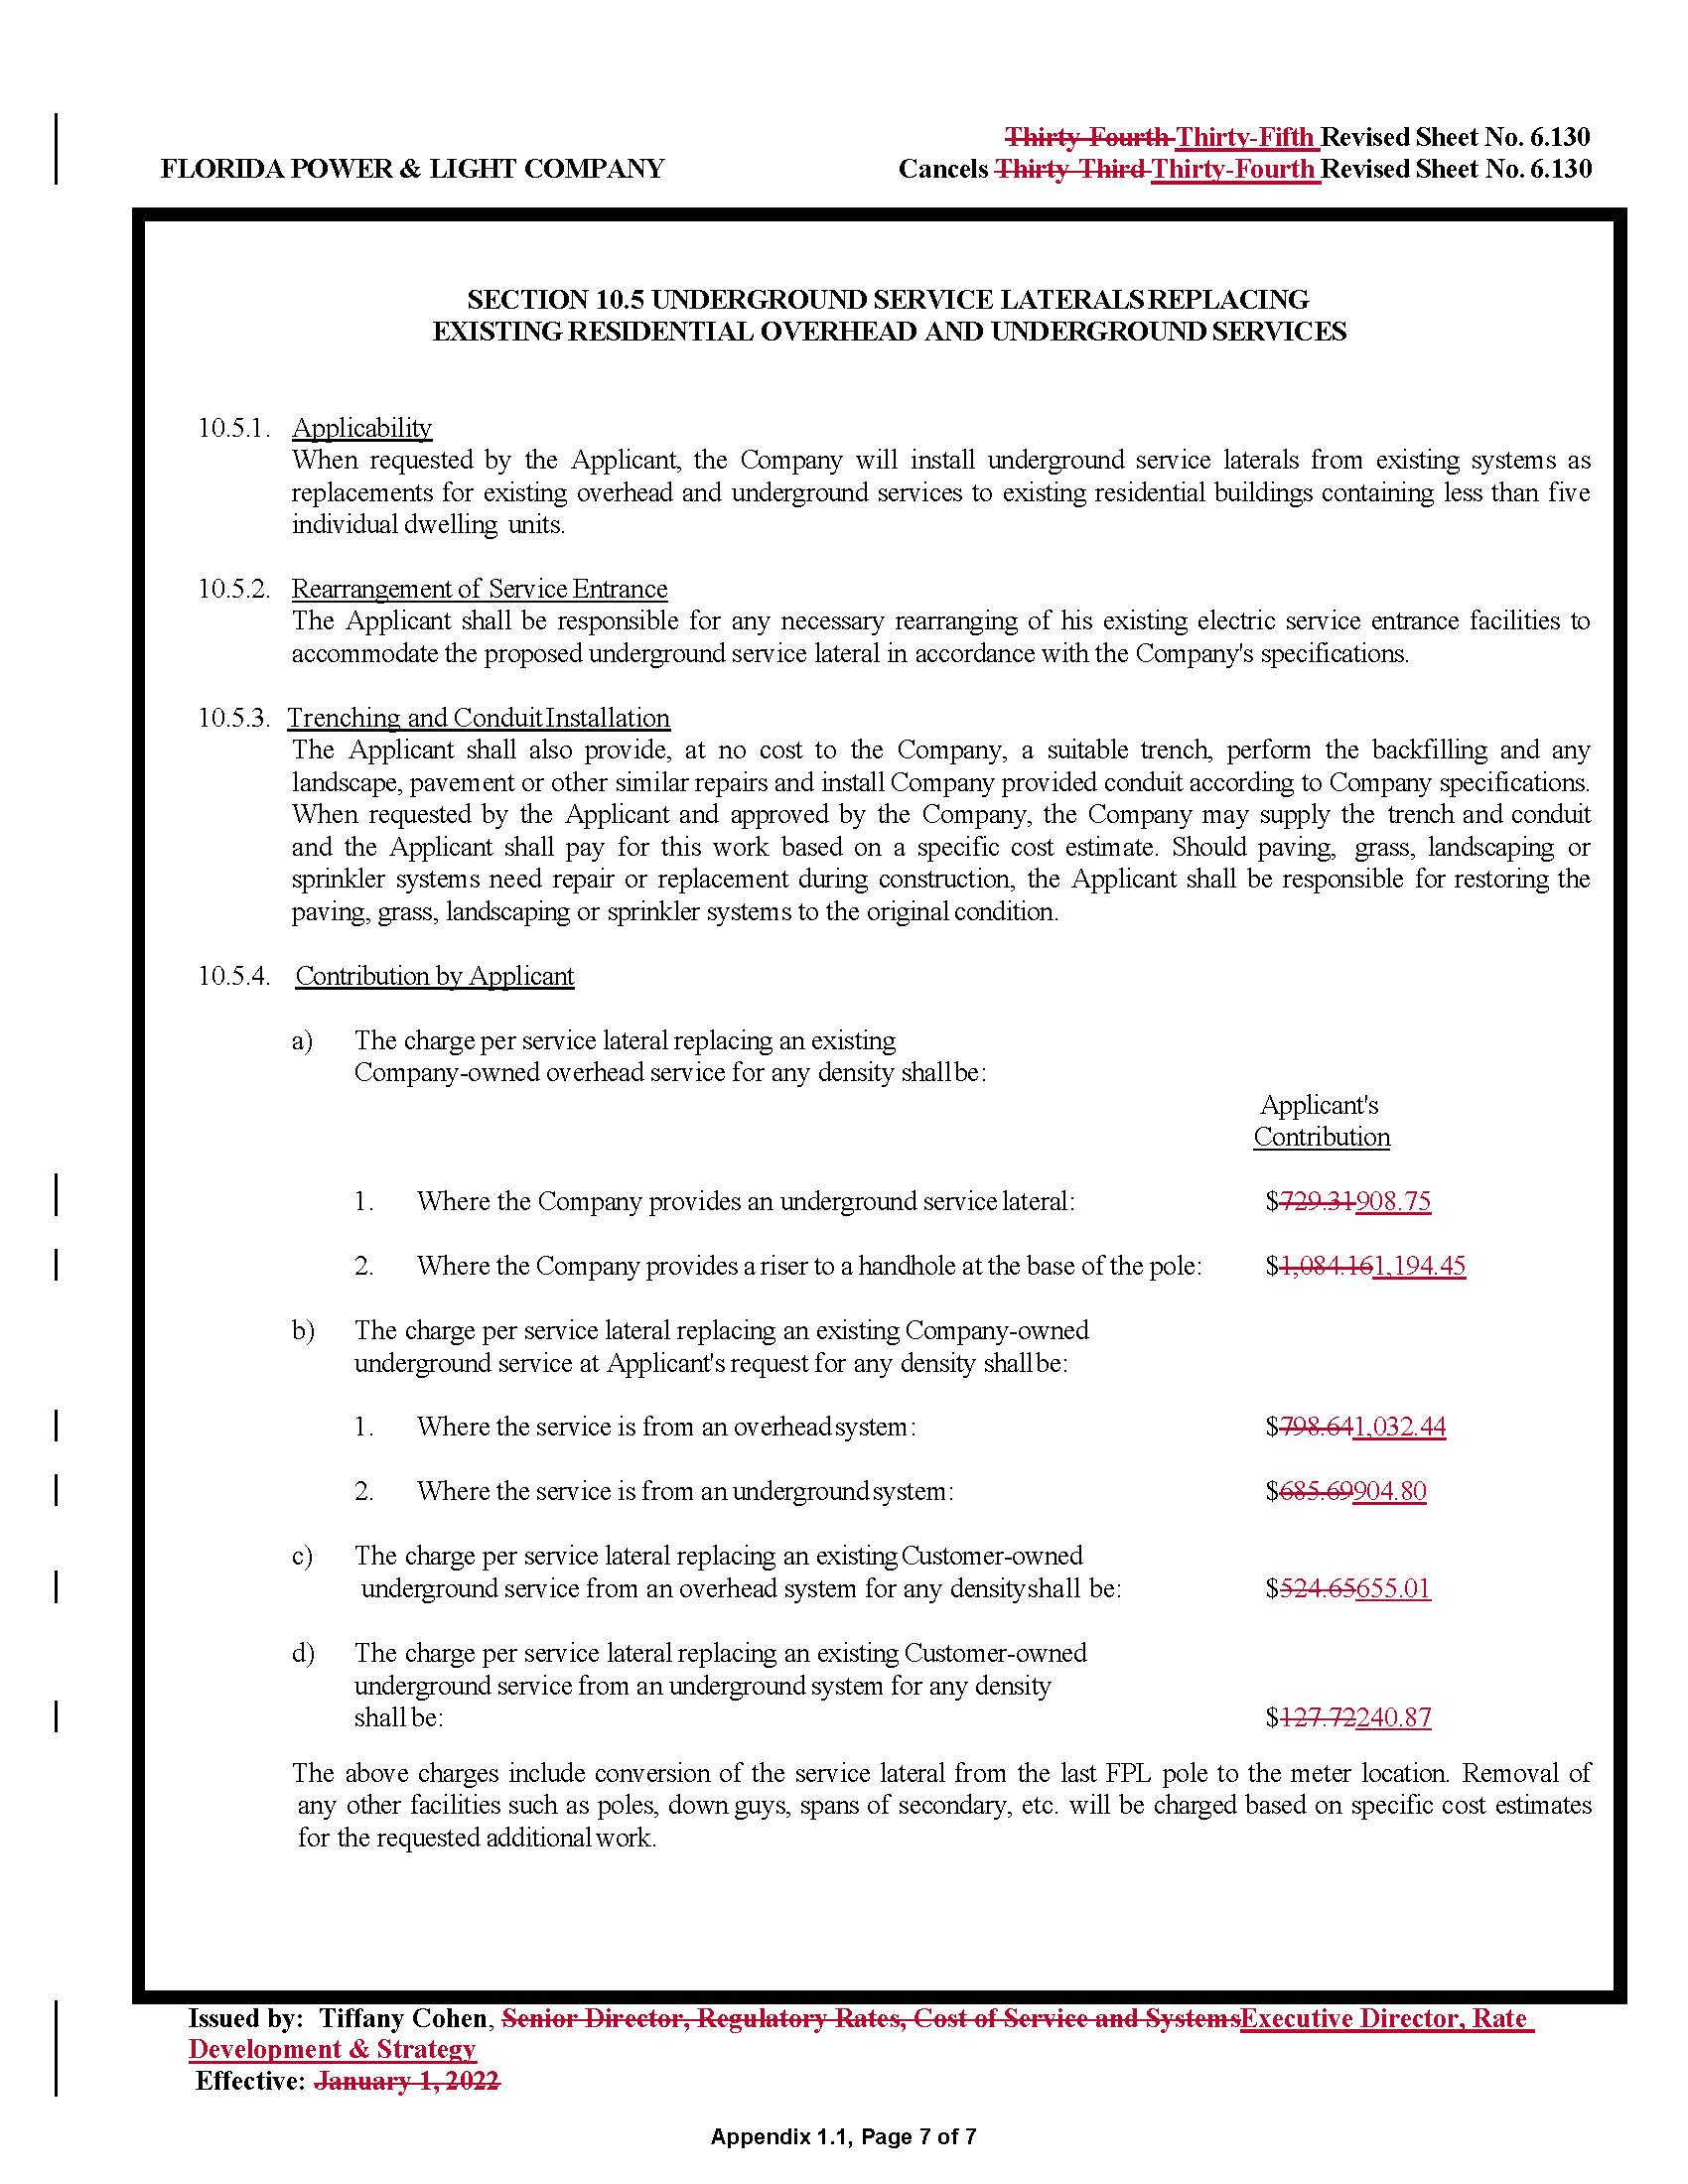 Thirty-Fourth Thirty-Fifth Revised Sheet No. 6.130
FLORIDA POWER & LIGHT COMPANY Cancels Thirty-Third Thirty-Fourth Revised Sheet No. 6.130
SECTION 10.5 UNDERGROUND SERVICE LATERALS REPLACING
EXISTING RESIDENTIAL OVERHEAD AND UNDERGROUND SERVICES
10.5.1. Applicability
When requested by the Applicant, the Company will install underground service laterals from existing systems as
replacements for existing overhead and underground services to existing residential buildings containing less than five
individual dwelling units.
10.5.2. Rearrangement of Service Entrance
The Applicant shall be responsible for any necessary rearranging of his existing electric service entrance facilities to
accommodate the proposed underground service lateral in accordance with the Company's specifications.
10.5.3. Trenching and Conduit Installation
The Applicant shall also provide, at no cost to the Company, a suitable trench, perform the backfilling and any
landscape, pavement or other similar repairs and install Company provided conduit according to Company specifications.
When requested by the Applicant and approved by the Company, the Company may supply the trench and conduit
and the Applicant shall pay for this work based on a specific cost estimate. Should paving, grass, landscaping or
sprinkler systems need repair or replacement during construction, the Applicant shall be responsible for restoring the
paving, grass, landscaping or sprinkler systems to the original condition.
10.5.4. Contribution by Applicant
a) The charge per service lateral replacing an existing
Company-owned overhead service for any density shall be:
Applicant's
Contribution
1. Where the Company provides an underground service lateral: $729.31908.75
2. Where the Company provides a riser to a handhole at the base of the pole: $1,084.161,194.45
b) The charge per service lateral replacing an existing Company-owned
underground service at Applicant's request for any density shall be:
1. Where the service is from an overhead system: $798.641,032.44
2. Where the service is from an underground system: $685.69904.80
c) The charge per service lateral replacing an existing Customer-owned
underground service from an overhead system for any density shall be: $524.65655.01
d) The charge per service lateral replacing an existing Customer-owned
underground service from an underground system for any density
shall be: $127.72240.87
The above charges include conversion of the service lateral from the last FPL pole to the meter location. Removal of
any other facilities such as poles, down guys, spans of secondary, etc. will be charged based on specific cost estimates
for the requested additional work.
Issued by: Tiffany Cohen, Senior Director, Regulatory Rates, Cost of Service and SystemsExecutive Director, Rate
Development & Strategy
Effective: January 1, 2022
Appendix 1.1, Page 7 of 7